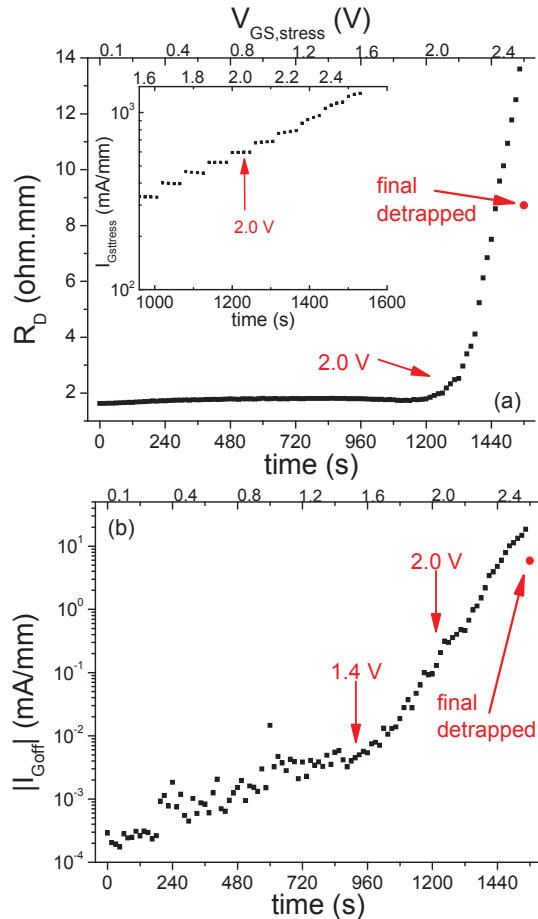 V_GS,stress (V)
0.1 0.4 0.8 1.2 1.6 2.0 2.4
14
12
10
8
6
4
2
R_D (ohm.mm)
1.6 1.8 2.0 2.2 2.4
10^3
10^2
I_Gsttress (mA/mm)
2.0 V
1000 1200 1400 1600
time (s)
final
detrapped
2.0 V
(a)
0 240 480 720 960 1200 1440
time (s)
0.1 0.4 0.8 1.2 1.6 2.0 2.4
(b)
10^1
10^0
10^-1
10^-2
10^-3
10^-4
|I_Goff| (mA/mm)
2.0 V
1.4 V
final
detrapped
0 240 480 720 960 1200 1440
time (s)